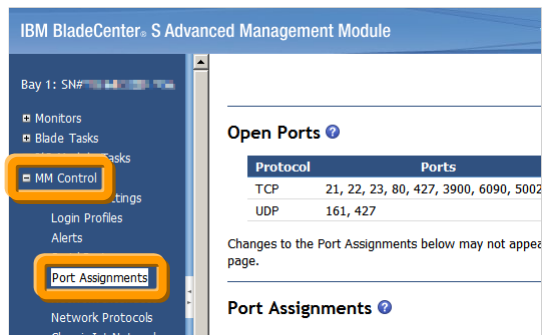 IBM BladeCenter® S Advanced Management Module
Bay 1: SN#
Monitors
Blade Tasks
Tasks
MM Control
Login Profiles
Alerts
Port Assignments
Network Protocols
Open Ports
Protocol Ports
TCP 21, 22, 23, 80, 427, 3900, 6090, 5002
UDP 161, 427
Changes to the Port Assignments below may not appea
page.
Port Assignments